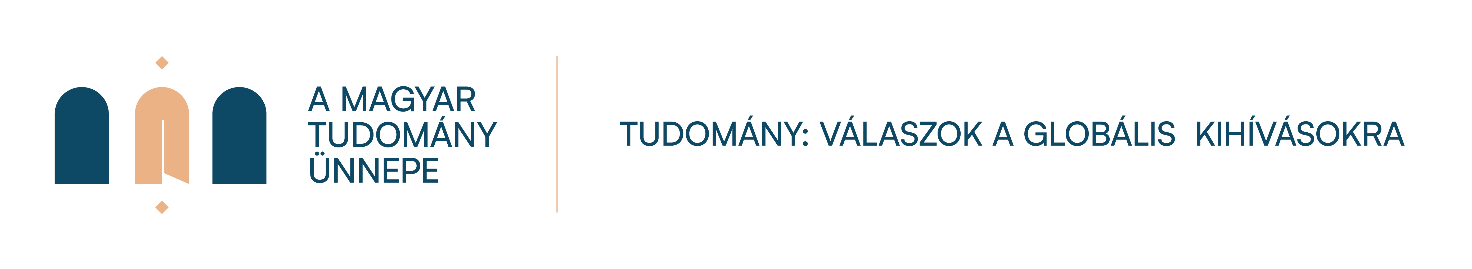 A MAGYAR
TUDOMÁNY
ÜNNEPE
TUDOMÁNY: VÁLASZOK A GLOBÁLIS KIHÍVÁSOKRA